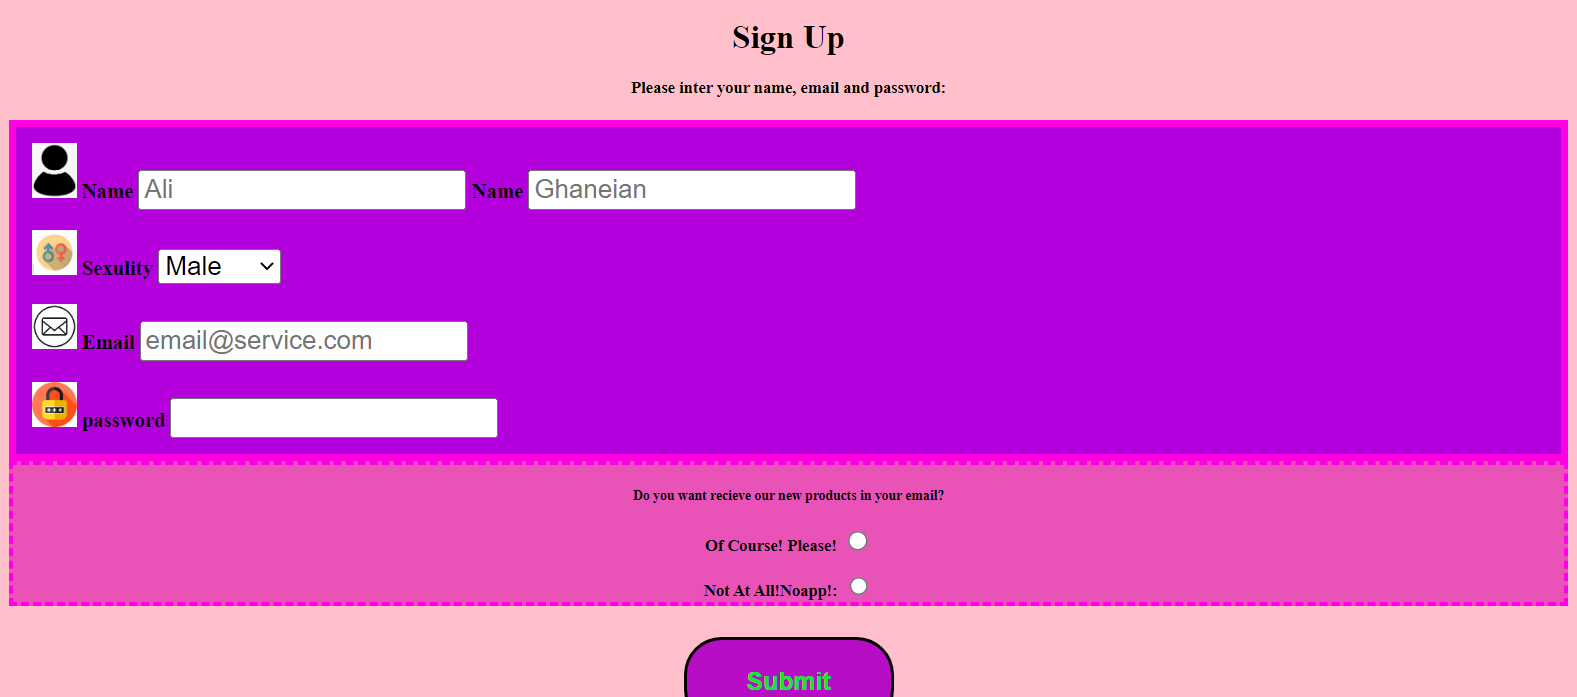 Sign Up
Please inter your name, email and password:
Name Ali Name Ghaneian
Sexulity Male
Email email@service.com
password
Do you want recieve our new products in your email?
Of Course! Please!
Not At All!Noapp!:
Submit